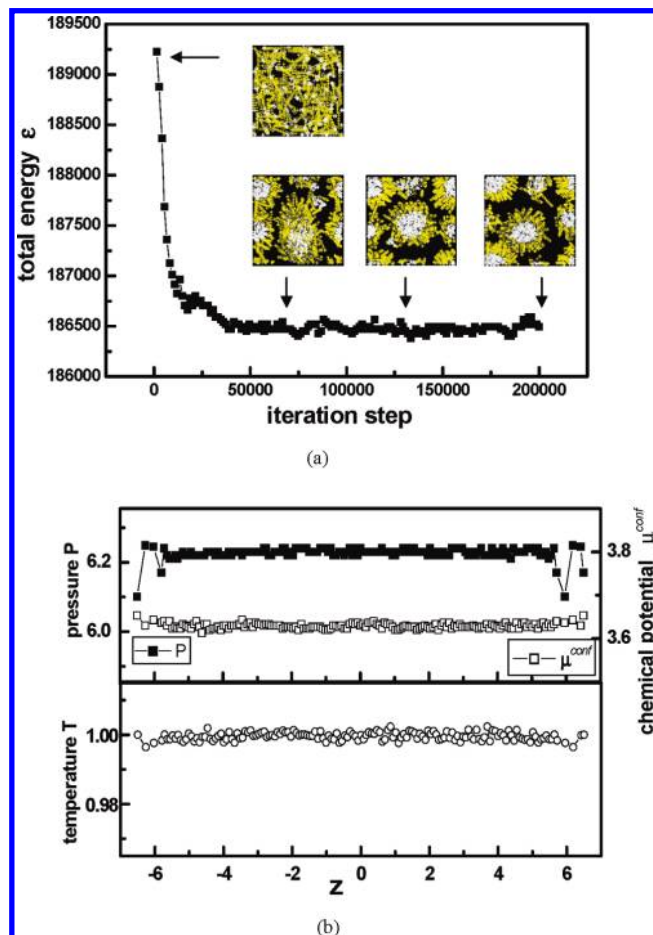 189500
189000
188500
188000
187500
187000
186500
186000
total energy ε
0
50000
100000
150000
200000
iteration step
(a)
6.2
6.0
pressure P
3.8
3.6
chemical potential μ^conf
P
μ^conf
1.00
0.98
temperature T
-6
-4
-2
0
2
4
6
Z
(b)